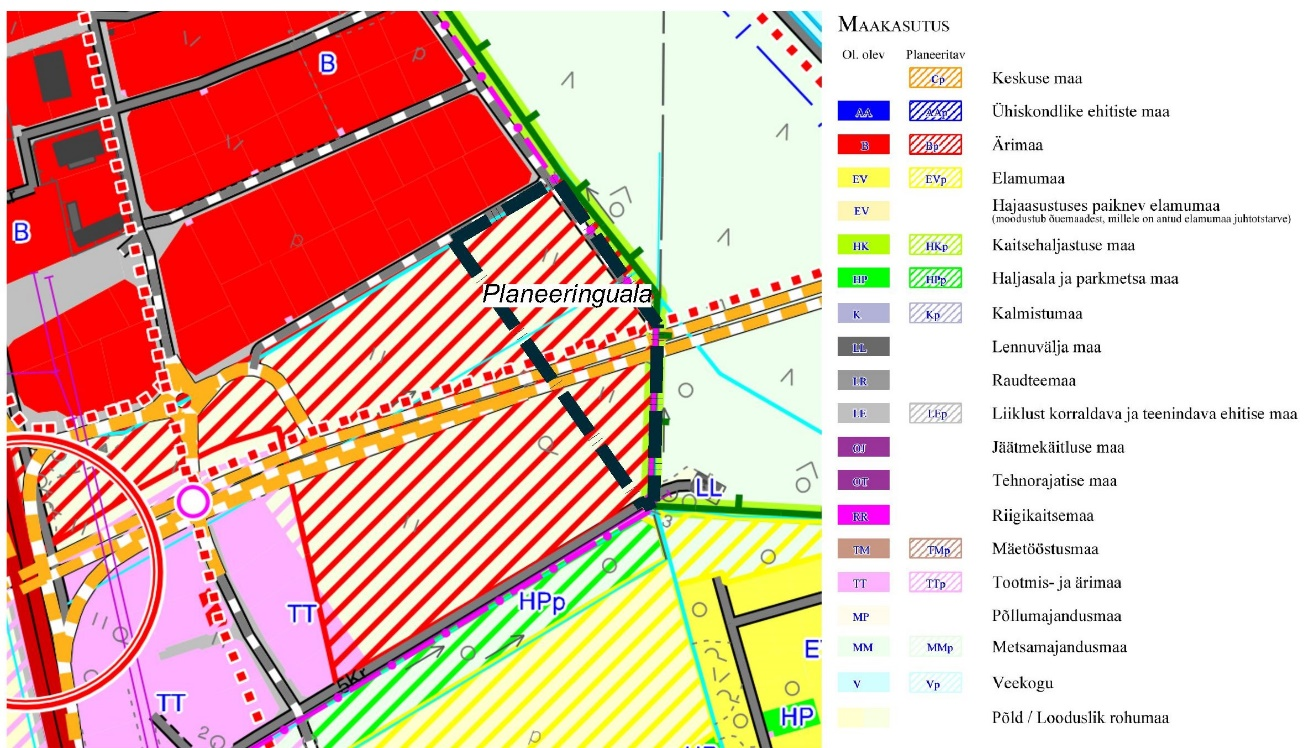 B
B
Planeeringuala
LL
3
HPp
TT
5Kr
TT
2
HP
MAAKASUTUS
Ol. olev Planeeritav
Cp Keskuse maa
AA AAp Ühiskondlike ehitiste maa
B Bp Ärimaa
EV EVp Elamumaa
EV Hajaasustuses paiknev elamumaa
(moodustub õuemaadest, millele on antud elamumaa juhtotstarve)
HK HKp Kaitsehaljastuse maa
HP HPp Haljasala ja parkmetsa maa
K Kp Kalmistumaa
LL Lennuvälja maa
LR Raudteemaa
LE LEp Liiklust korraldava ja teenindava ehitise maa
OJ Jäätmekäitluse maa
OT Tehnorajatise maa
RR Riigikaitsemaa
TM TMp Mäetööstusmaa
TT TTp Tootmis- ja ärimaa
MP Põllumajandusmaa
MM MMp Metsamajandusmaa
V Vp Veekogu
Põld / Looduslik rohumaa